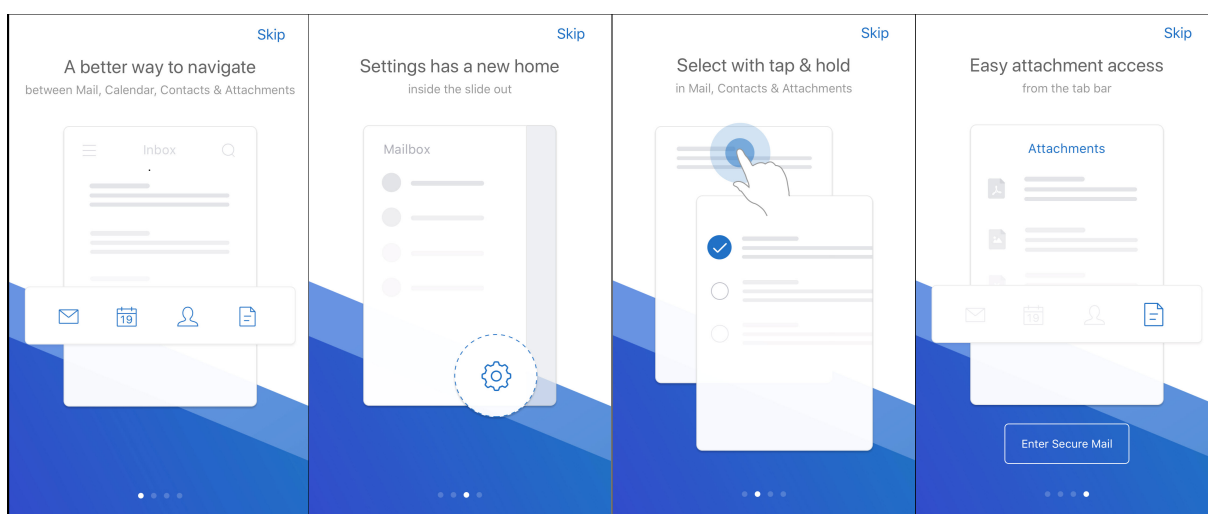 Skip
A better way to navigate
between Mail, Calendar, Contacts & Attachments
Inbox
19
Skip
Settings has a new home
inside the slide out
Mailbox
Skip
Select with tap & hold
in Mail, Contacts & Attachments
Skip
Easy attachment access
from the tab bar
Attachments
19
Enter Secure Mail